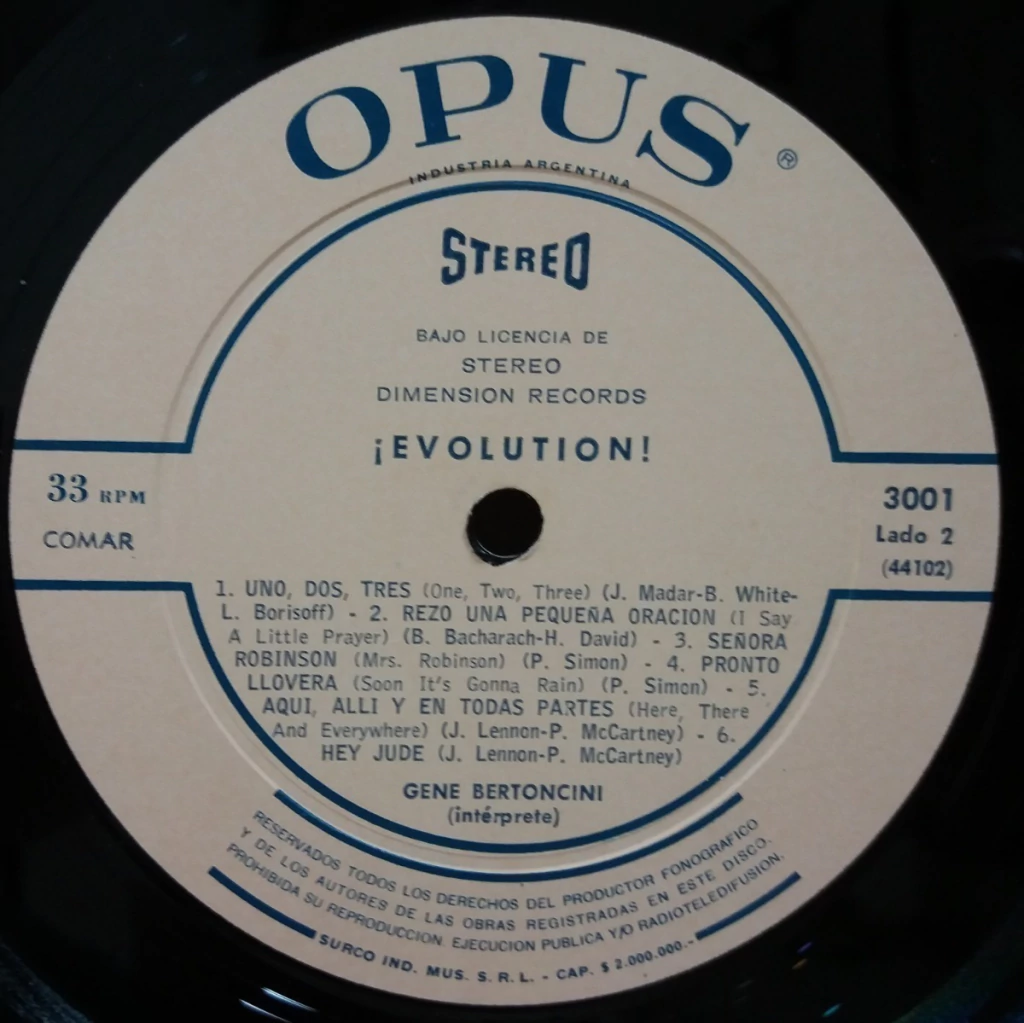 OPUS ®
INDUSTRIA ARGENTINA
STEREO
BAJO LICENCIA DE
STEREO
DIMENSION RECORDS
¡EVOLUTION!
33 RPM
COMAR
3001
Lado 2
(44102)
1. UNO, DOS, TRES (One, Two, Three) (J. Madar-B. White-
L. Borisoff) - 2. REZO UNA PEQUEÑA ORACION (I Say
A Little Prayer) (B. Bacharach-H. David) - 3. SEÑORA
ROBINSON (Mrs. Robinson) (P. Simon) - 4. PRONTO
LLOVERA (Soon It's Gonna Rain) (P. Simon) - 5.
AQUI, ALLI Y EN TODAS PARTES (Here, There
And Everywhere) (J. Lennon-P. McCartney) - 6.
HEY JUDE (J. Lennon-P. McCartney)
GENE BERTONCINI
(intérprete)
RESERVADOS TODOS LOS DERECHOS DEL PRODUCTOR FONOGRAFICO
Y DE LOS AUTORES DE LAS OBRAS REGISTRADAS EN ESTE DISCO.
PROHIBIDA SU REPRODUCCION, EJECUCION PUBLICA Y/O RADIOTELEDIFUSION.
SURCO IND. MUS. S. R. L. - CAP. $ 2.000.000.-